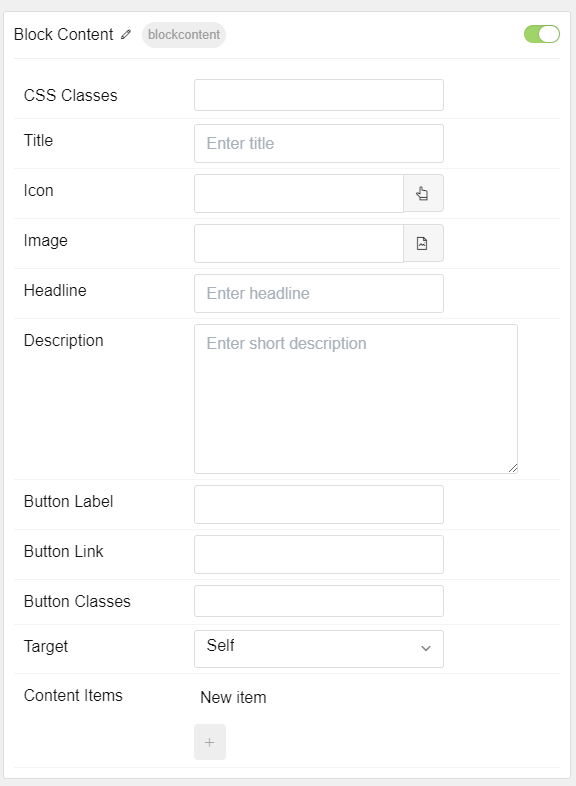 Block Content blockcontent
CSS Classes
Title Enter title
Icon
Image
Headline Enter headline
Description Enter short description
Button Label
Button Link
Button Classes
Target Self
Content Items New item
+